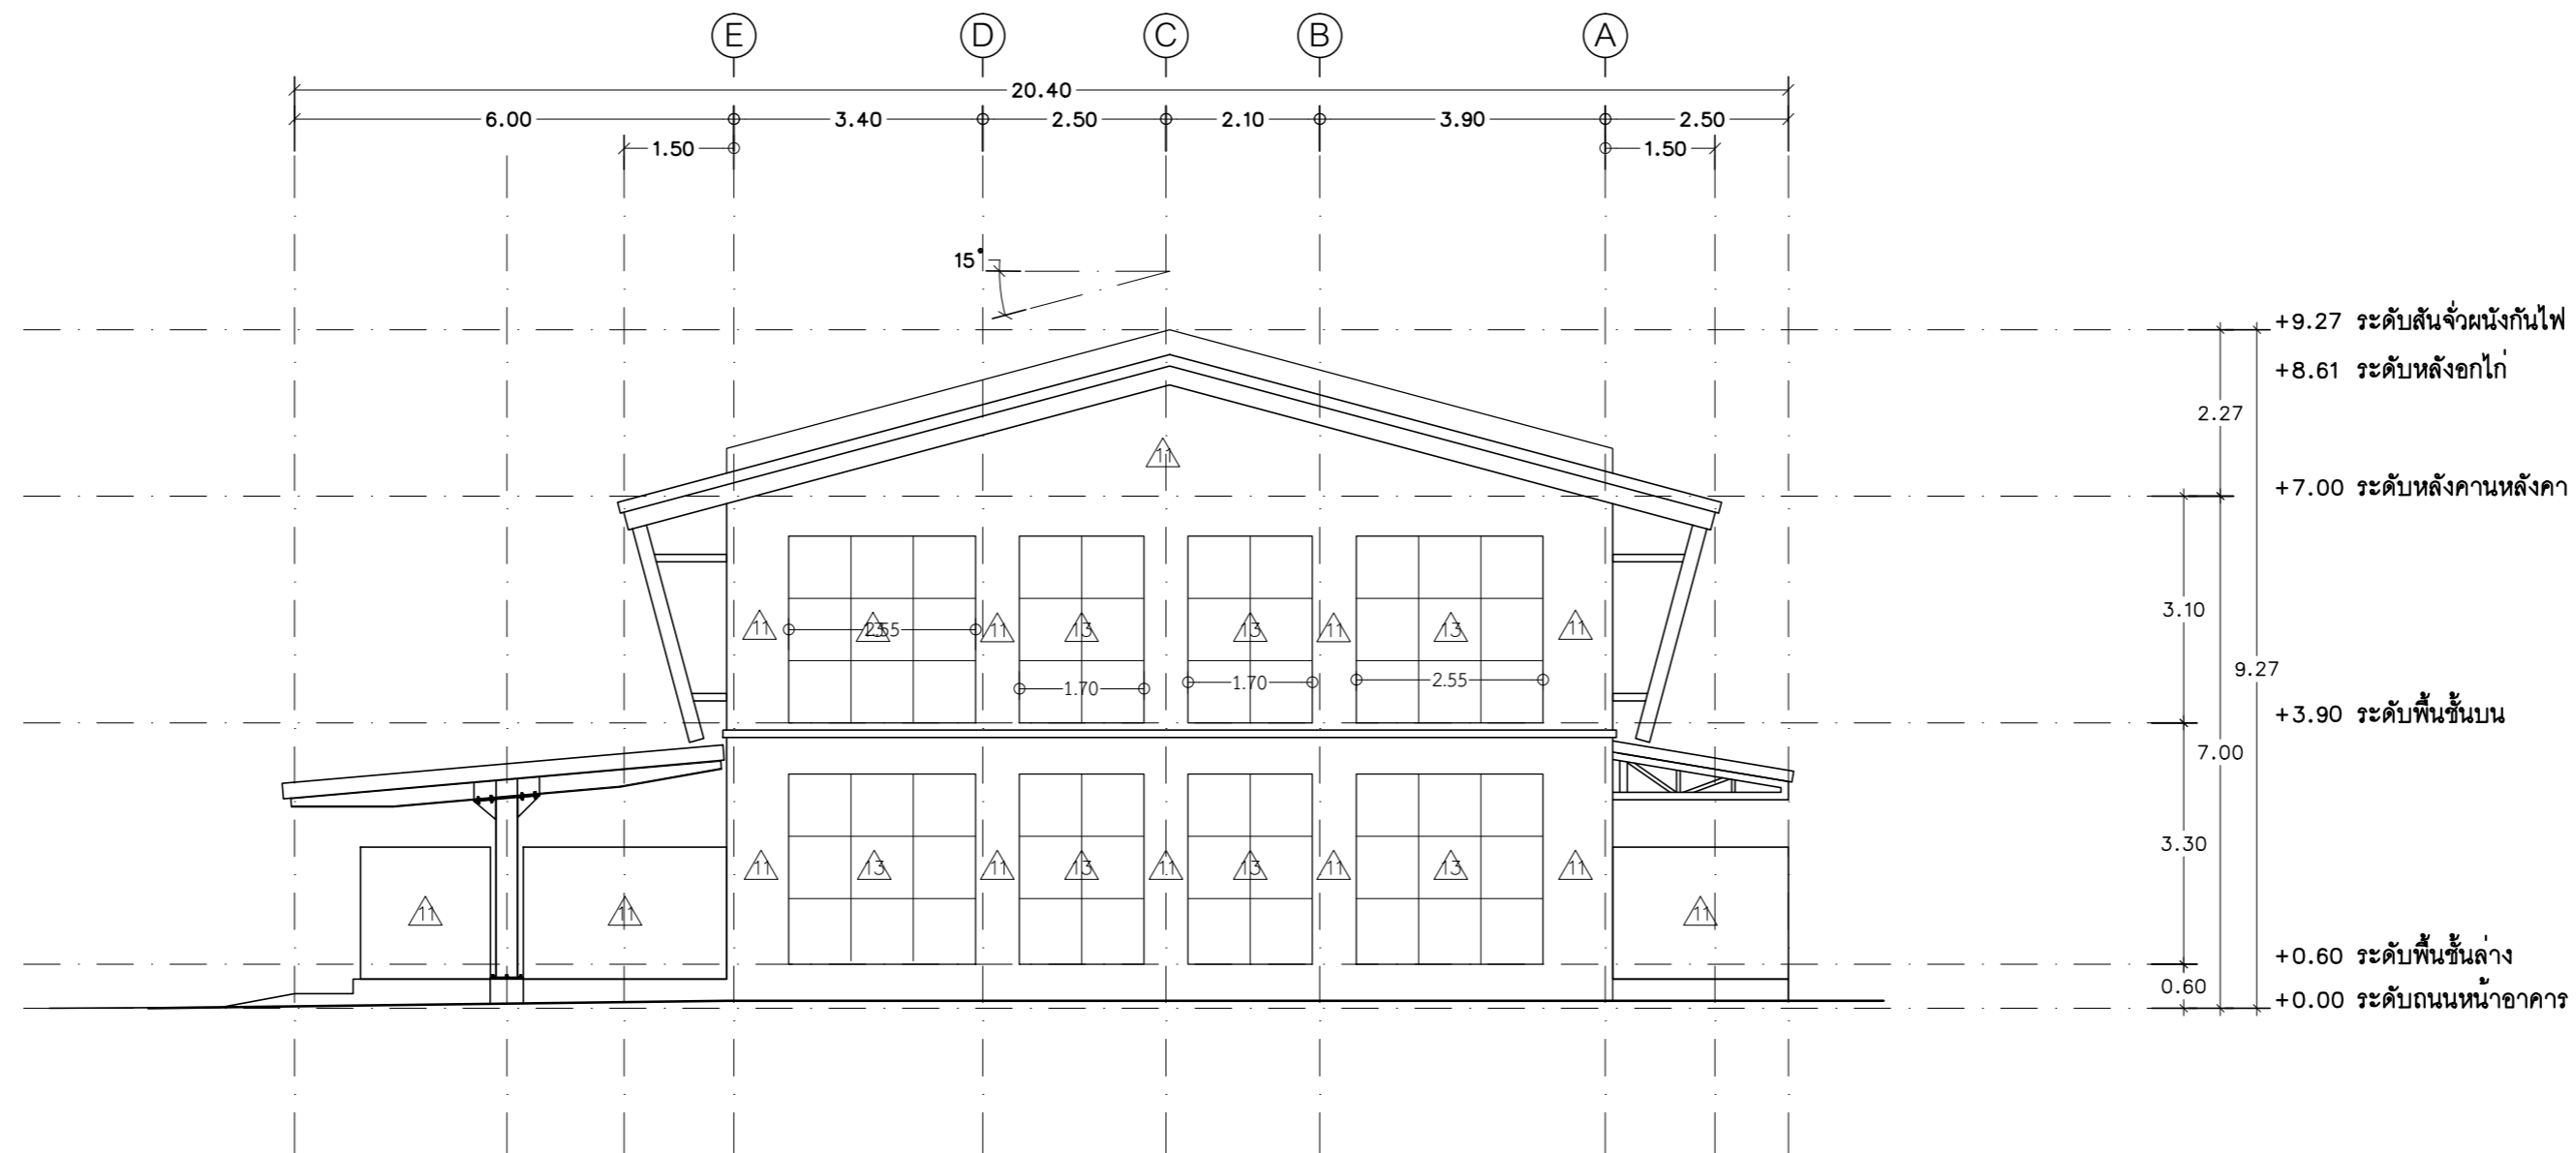 E D C B A
20.40
6.00 3.40 2.50 2.10 3.90 2.50
1.50 1.50
15°
+9.27 ระดับสันจั่วผนังกันไฟ
+8.61 ระดับหลังอกไก่
2.27
11
+7.00 ระดับหลังคานหลังคา
3.10
11 2.55 13 11 13 13 11 13 11
9.27
1.70 1.70 2.55
+3.90 ระดับพื้นชั้นบน
7.00
3.30
11 13 11 13 11 13 11 13 11
11 11 11
+0.60 ระดับพื้นชั้นล่าง
0.60
+0.00 ระดับถนนหน้าอาคาร